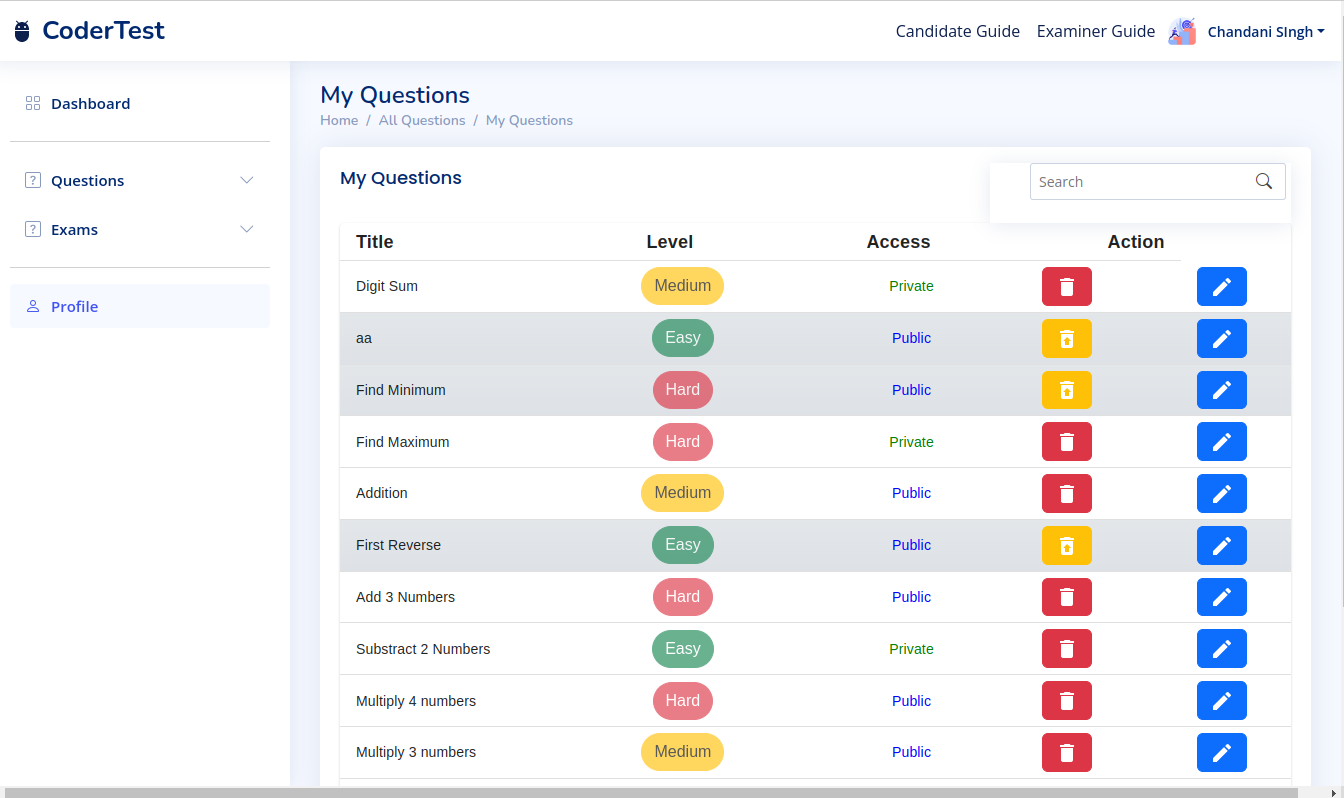 CoderTest
Candidate Guide Examiner Guide Chandani SIngh
Dashboard
Questions
Exams
Profile
My Questions
Home / All Questions / My Questions
My Questions
Search
Title Level Access Action
Digit Sum Medium Private
aa Easy Public
Find Minimum Hard Public
Find Maximum Hard Private
Addition Medium Public
First Reverse Easy Public
Add 3 Numbers Hard Public
Substract 2 Numbers Easy Private
Multiply 4 numbers Hard Public
Multiply 3 numbers Medium Public